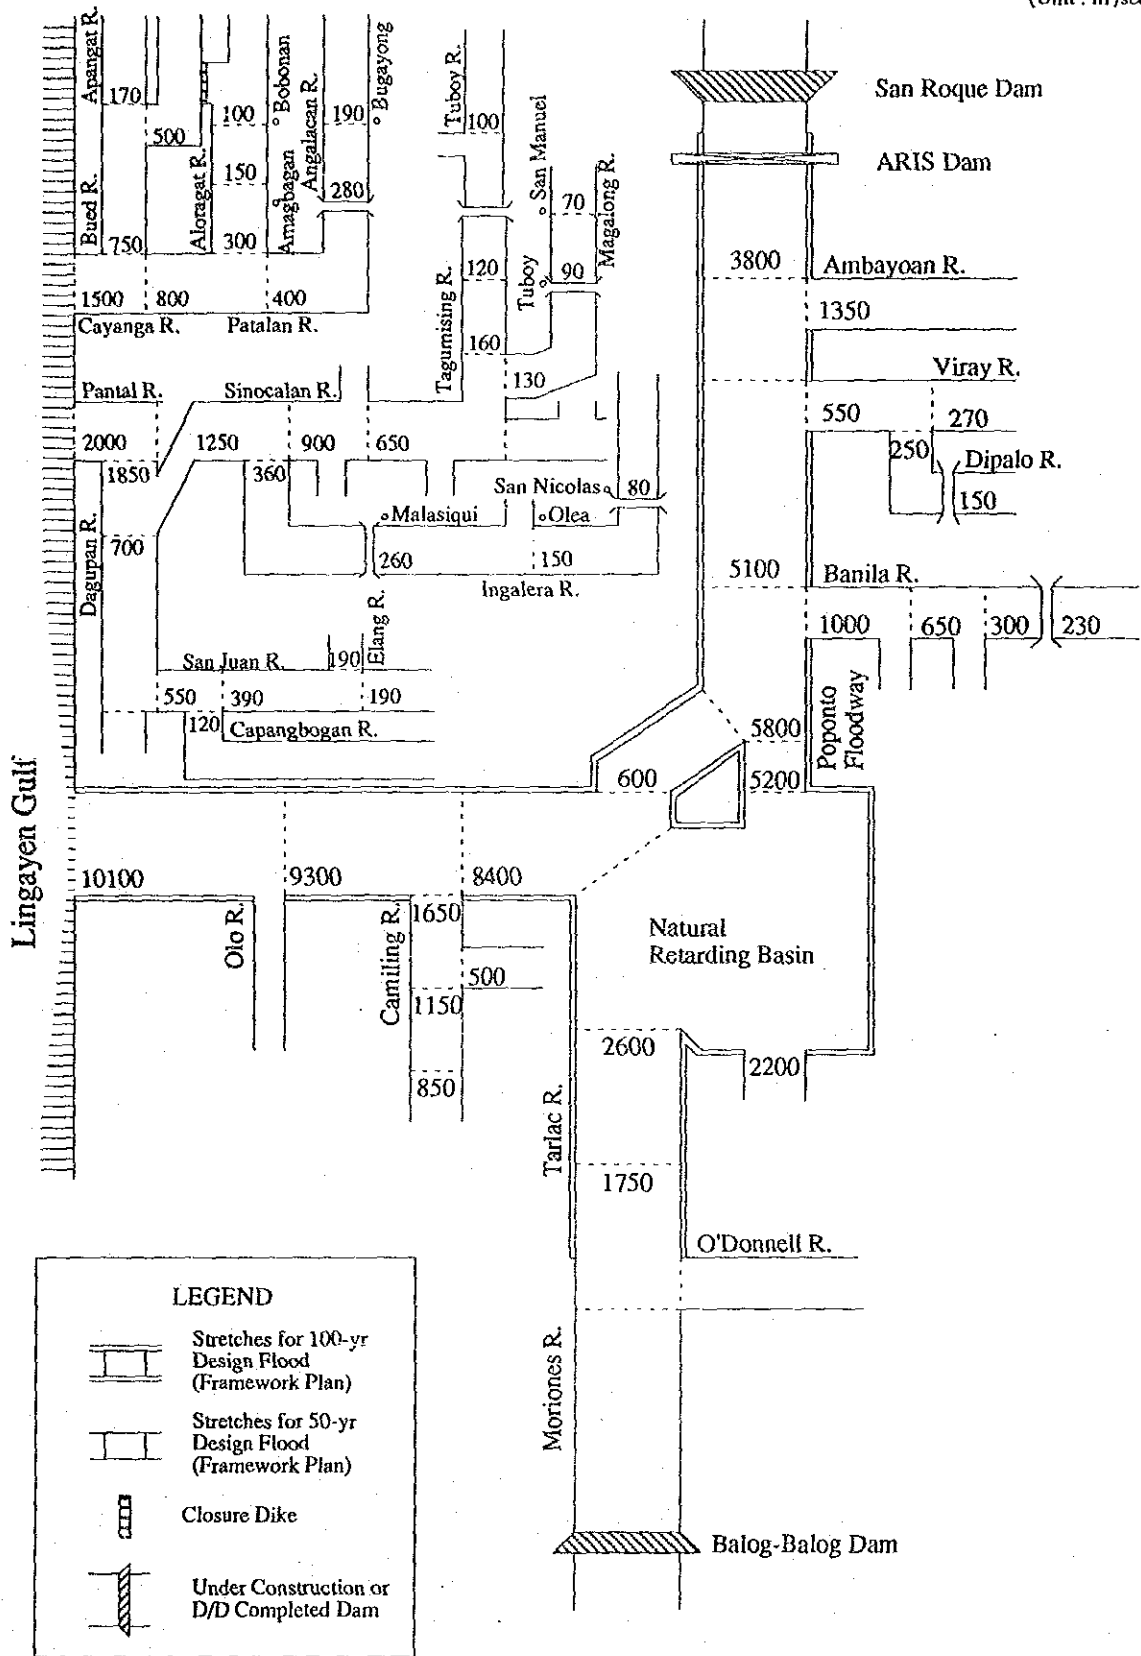 Apangat R.
170
500
Bued R.
750
Aloragat R.
100
Bobonan
150
Amagbagan
300
Angalacan R.
190
Bugayong
280
1500
800
400
Cayanga R.
Patalan R.
Tuboy R.
100
San Manuel
70
Magalong R.
Tuboy
90
120
Tagumising R.
160
130
San Roque Dam
ARIS Dam
3800
Ambayoan R.
1350
Viray R.
550
270
250
Dipalo R.
150
5100
Banila R.
1000
650
300
230
Pantal R.
Sinocalan R.
2000
1850
1250
900
650
360
San Nicolas
80
Malasiqui
Olea
700
260
150
Ingalera R.
Dagupan R.
Elang R.
San Juan R.
190
550
390
190
120
Capangbogan R.
5800
Poponto
Floodway
600
5200
Lingayen Gulf
10100
9300
8400
Olo R.
Camiling R.
1650
500
1150
850
Natural
Retarding Basin
2600
2200
Tarlac R.
1750
O'Donnell R.
Moriones R.
Balog-Balog Dam
LEGEND
Stretches for 100-yr
Design Flood
(Framework Plan)
Stretches for 50-yr
Design Flood
(Framework Plan)
Closure Dike
Under Construction or
D/D Completed Dam